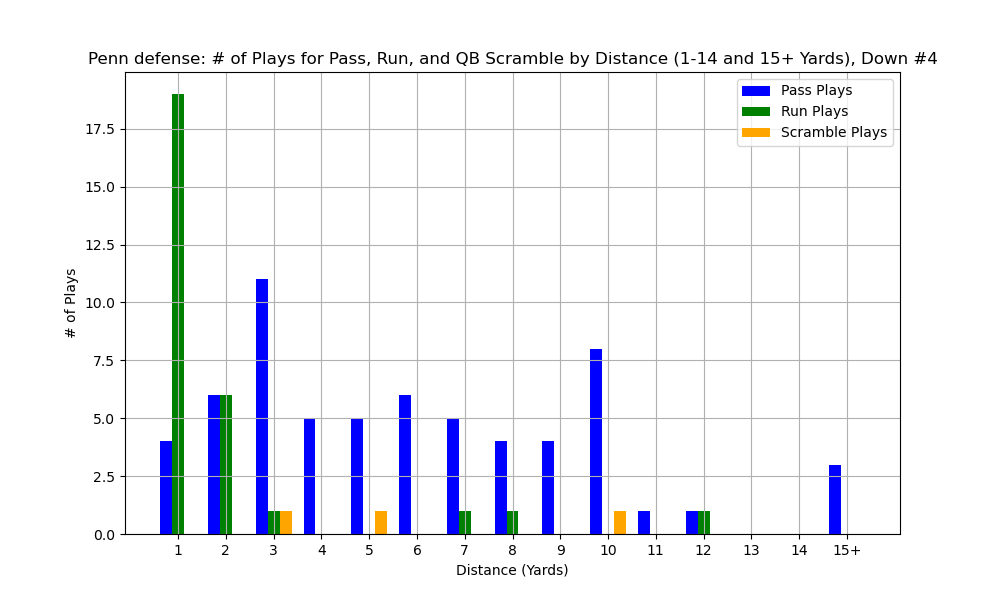 Penn defense: # of Plays for Pass, Run, and QB Scramble by Distance (1-14 and 15+ Yards), Down #4
Pass Plays
Run Plays
Scramble Plays
17.5
15.0
12.5
10.0
7.5
5.0
2.5
0.0
# of Plays
1 2 3 4 5 6 7 8 9 10 11 12 13 14 15+
Distance (Yards)